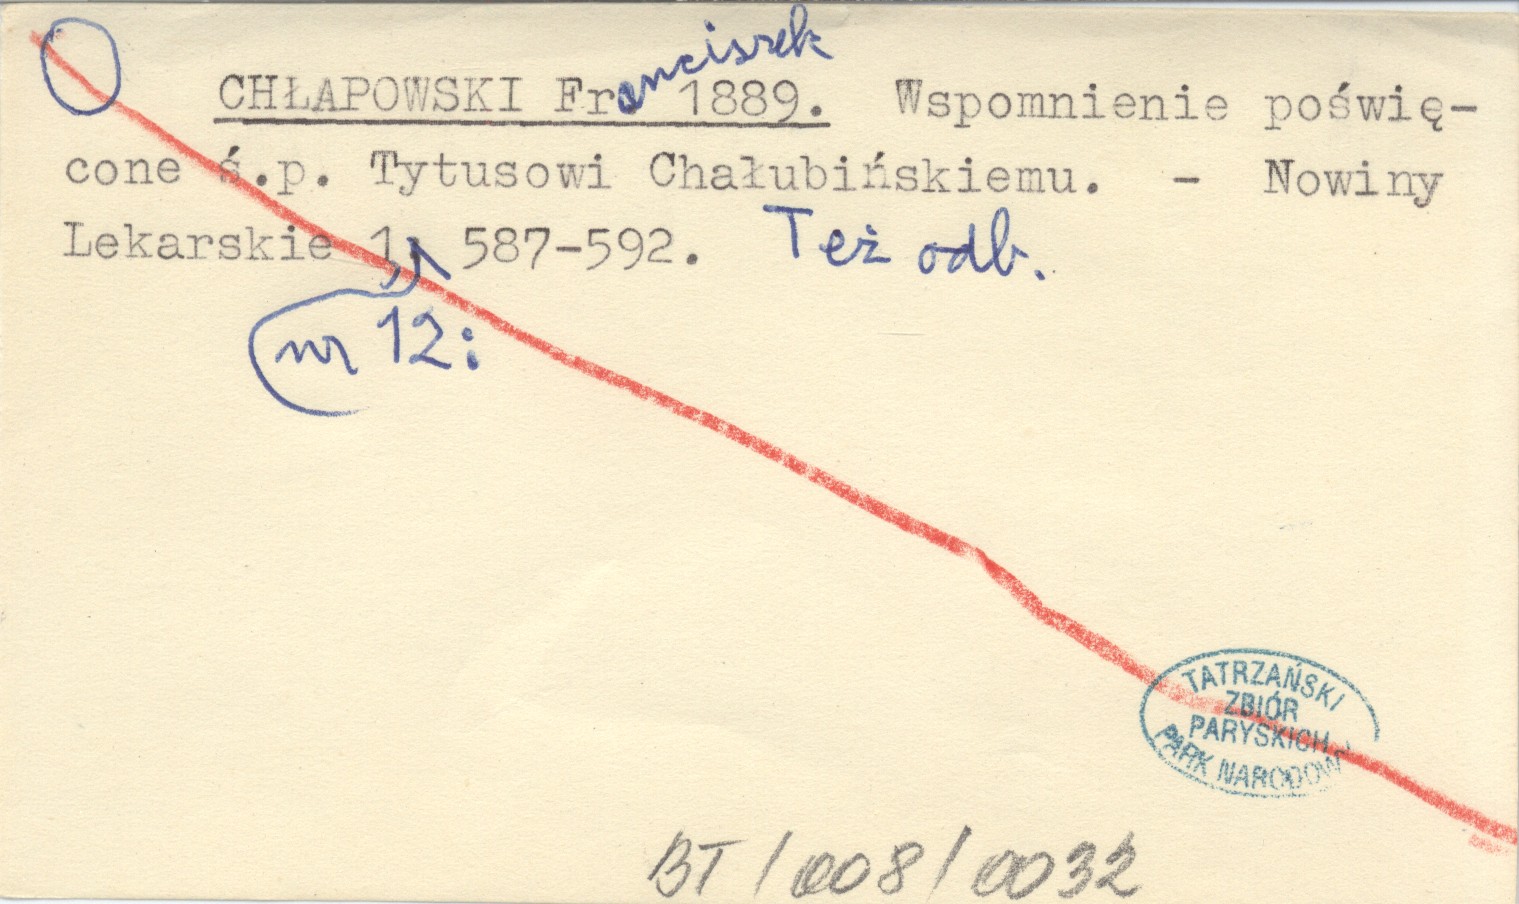 CHŁAPOWSKI Franciszek 1889. Wspomnienie poświę-
cone ś.p. Tytusowi Chałubińskiemu. - Nowiny
Lekarskie 1, 587-592. Też odb.
nr 12:
TATRZAŃSKI
ZBIÓR
PARYSKICH
PARK NARODOWY
BT/008/0032